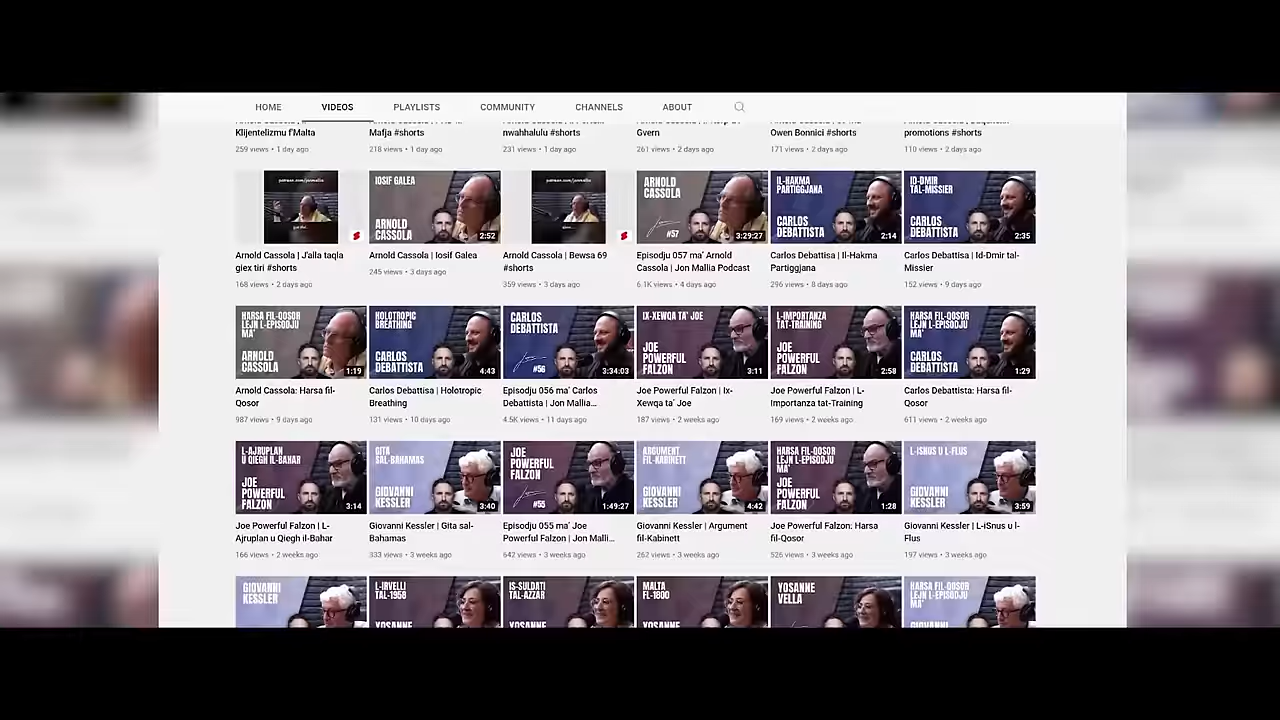 HOME VIDEOS PLAYLISTS COMMUNITY CHANNELS ABOUT
Klijentelizmu f'Malta
259 views • 1 day ago
Mafja #shorts
218 views • 1 day ago
nwahhalulu #shorts
231 views • 1 day ago
Gvern
261 views • 2 days ago
Owen Bonnici #shorts
171 views • 2 days ago
promotions #shorts
110 views • 2 days ago
patreon.com/jonmallia
Arnold Cassola | J'alla taqla
giex tiri #shorts
168 views • 2 days ago
IOSIF GALEA
ARNOLD
CASSOLA
2:52
Arnold Cassola | Iosif Galea
245 views • 3 days ago
patreon.com/jonmallia
Arnold Cassola | Bewsa 69
#shorts
359 views • 3 days ago
ARNOLD
CASSOLA
#57
3:29:27
Episodju 057 ma' Arnold
Cassola | Jon Mallia Podcast
6.1K views • 4 days ago
IL-HAKMA
PARTIGGJANA
CARLOS
DEBATTISTA
2:14
Carlos Debattisa | Il-Hakma
Partiggjana
296 views • 8 days ago
ID-DMIR
TAL-MISSIER
CARLOS
DEBATTISTA
2:35
Carlos Debattisa | Id-Dmir tal-
Missier
152 views • 9 days ago
HARSA FIL-QOSOR
LEJN L-EPISODJU
MA'
ARNOLD
CASSOLA
1:19
Arnold Cassola: Harsa fil-
Qosor
987 views • 9 days ago
HOLOTROPIC
BREATHING
CARLOS
DEBATTISTA
4:43
Carlos Debattisa | Holotropic
Breathing
131 views • 10 days ago
CARLOS
DEBATTISTA
#56
3:34:03
Episodju 056 ma' Carlos
Debattista | Jon Mallia...
4.5K views • 11 days ago
IX-XEWQA TA' JOE
JOE
POWERFUL
FALZON
3:11
Joe Powerful Falzon | Ix-
Xewqa ta' Joe
187 views • 2 weeks ago
L-IMPORTANZA
TAT-TRAINING
JOE
POWERFUL
FALZON
2:58
Joe Powerful Falzon | L-
Importanza tat-Training
169 views • 2 weeks ago
HARSA FIL-QOSOR
LEJN L-EPISODJU
MA'
CARLOS
DEBATTISTA
1:29
Carlos Debattista: Harsa fil-
Qosor
611 views • 2 weeks ago
L-AJRUPLAN
U QIEGH IL-BAHAR
JOE
POWERFUL
FALZON
3:14
Joe Powerful Falzon | L-
Ajruplan u Qiegh il-Bahar
166 views • 2 weeks ago
GITA
SAL-BAHAMAS
GIOVANNI
KESSLER
3:40
Giovanni Kessler | Gita sal-
Bahamas
333 views • 3 weeks ago
JOE
POWERFUL
FALZON
#55
1:49:27
Episodju 055 ma' Joe
Powerful Falzon | Jon Malli...
642 views • 3 weeks ago
ARGUMENT
FIL-KABINETT
GIOVANNI
KESSLER
4:42
Giovanni Kessler | Argument
fil-Kabinett
262 views • 3 weeks ago
HARSA FIL-QOSOR
LEJN L-EPISODJU
MA'
JOE
POWERFUL
FALZON
1:28
Joe Powerful Falzon: Harsa
fil-Qosor
526 views • 3 weeks ago
L-ISNUS U L-FLUS
GIOVANNI
KESSLER
3:59
Giovanni Kessler | L-iSnus u l-
Flus
197 views • 3 weeks ago
GIOVANNI
KESSLER
L-IRVELLI
TAL-1958
YOSANNE
IS-SULDATI
TAL-AZZAR
YOSANNE
MALTA
FL-1800
YOSANNE
YOSANNE
VELLA
HARSA FIL-QOSOR
LEJN L-EPISODJU
MA'
GIOVANNI